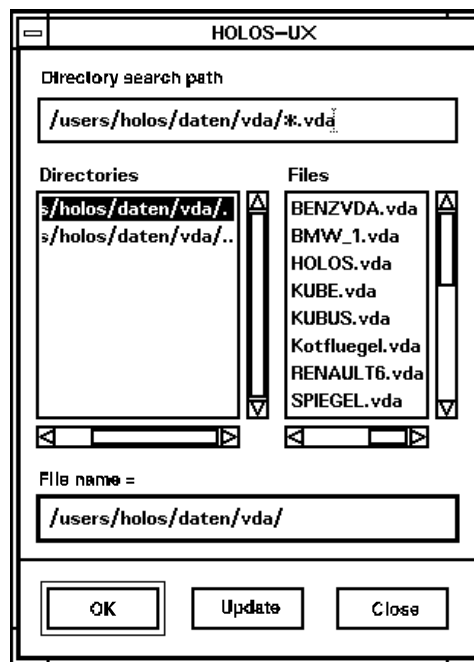 HOLOS-UX
Directory search path
/users/holos/daten/vda/*.vda
Directories
s/holos/daten/vda/.
s/holos/daten/vda/..
Files
BENZVDA.vda
BMW_1.vda
HOLOS.vda
KUBE.vda
KUBUS.vda
Kotfluegel.vda
RENAULT6.vda
SPIEGEL.vda
File name =
/users/holos/daten/vda/
OK
Update
Close